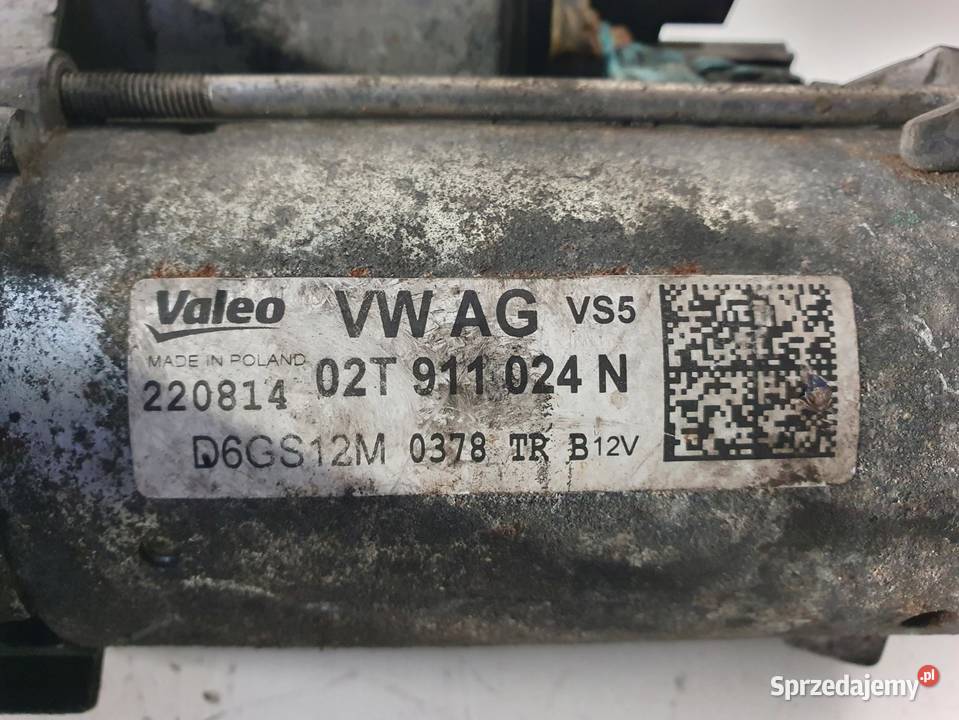 Valeo VW AG VS5
MADE IN POLAND
220814 02T 911 024 N
D6GS12M 0378 TR B 12V
Sprzedajemy.pl